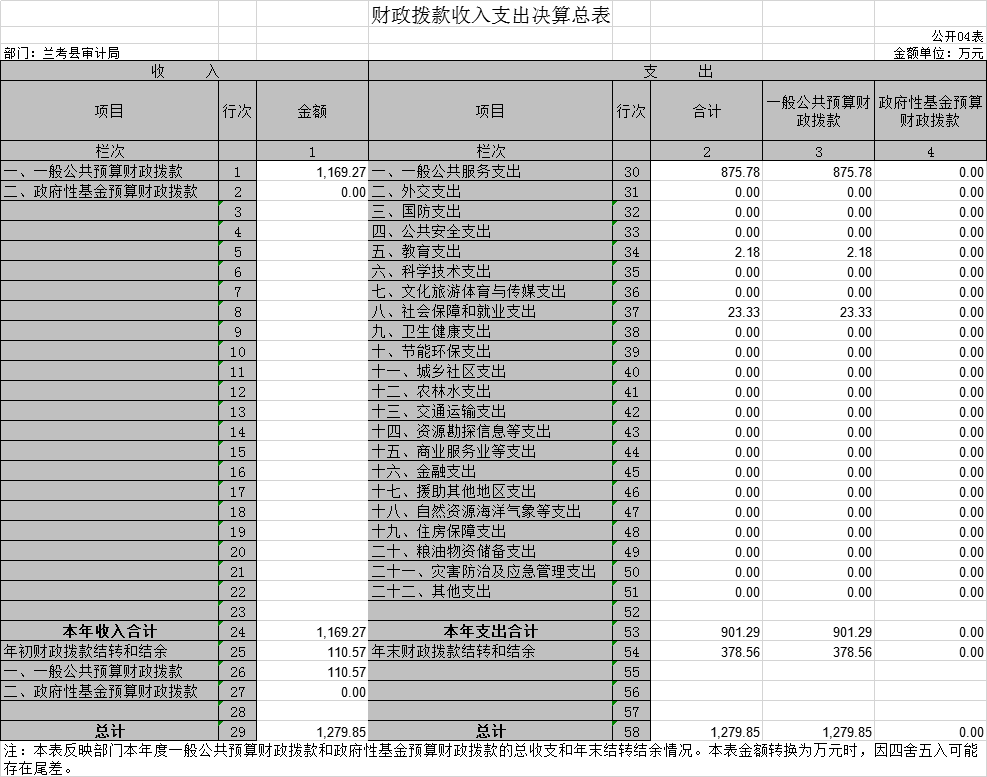 财政拨款收入支出决算总表
公开04表
部门：兰考县审计局 金额单位：万元
收 入 支 出
项目 行次 金额 项目 行次 合计 一般公共预算财政拨款 政府性基金预算财政拨款
栏次 1 栏次 2 3 4
一、一般公共预算财政拨款 1 1,169.27 一、一般公共服务支出 30 875.78 875.78 0.00
二、政府性基金预算财政拨款 2 0.00 二、外交支出 31 0.00 0.00 0.00
3 三、国防支出 32 0.00 0.00 0.00
4 四、公共安全支出 33 0.00 0.00 0.00
5 五、教育支出 34 2.18 2.18 0.00
6 六、科学技术支出 35 0.00 0.00 0.00
7 七、文化旅游体育与传媒支出 36 0.00 0.00 0.00
8 八、社会保障和就业支出 37 23.33 23.33 0.00
9 九、卫生健康支出 38 0.00 0.00 0.00
10 十、节能环保支出 39 0.00 0.00 0.00
11 十一、城乡社区支出 40 0.00 0.00 0.00
12 十二、农林水支出 41 0.00 0.00 0.00
13 十三、交通运输支出 42 0.00 0.00 0.00
14 十四、资源勘探信息等支出 43 0.00 0.00 0.00
15 十五、商业服务业等支出 44 0.00 0.00 0.00
16 十六、金融支出 45 0.00 0.00 0.00
17 十七、援助其他地区支出 46 0.00 0.00 0.00
18 十八、自然资源海洋气象等支出 47 0.00 0.00 0.00
19 十九、住房保障支出 48 0.00 0.00 0.00
20 二十、粮油物资储备支出 49 0.00 0.00 0.00
21 二十一、灾害防治及应急管理支出 50 0.00 0.00 0.00
22 二十二、其他支出 51 0.00 0.00 0.00
23 52
本年收入合计 24 1,169.27 本年支出合计 53 901.29 901.29 0.00
年初财政拨款结转和结余 25 110.57 年末财政拨款结转和结余 54 378.56 378.56 0.00
一、一般公共预算财政拨款 26 110.57 55
二、政府性基金预算财政拨款 27 0.00 56
28 57
总计 29 1,279.85 总计 58 1,279.85 1,279.85 0.00
注：本表反映部门本年度一般公共预算财政拨款和政府性基金预算财政拨款的总收支和年末结转结余情况。本表金额转换为万元时，因四舍五入可能
存在尾差。